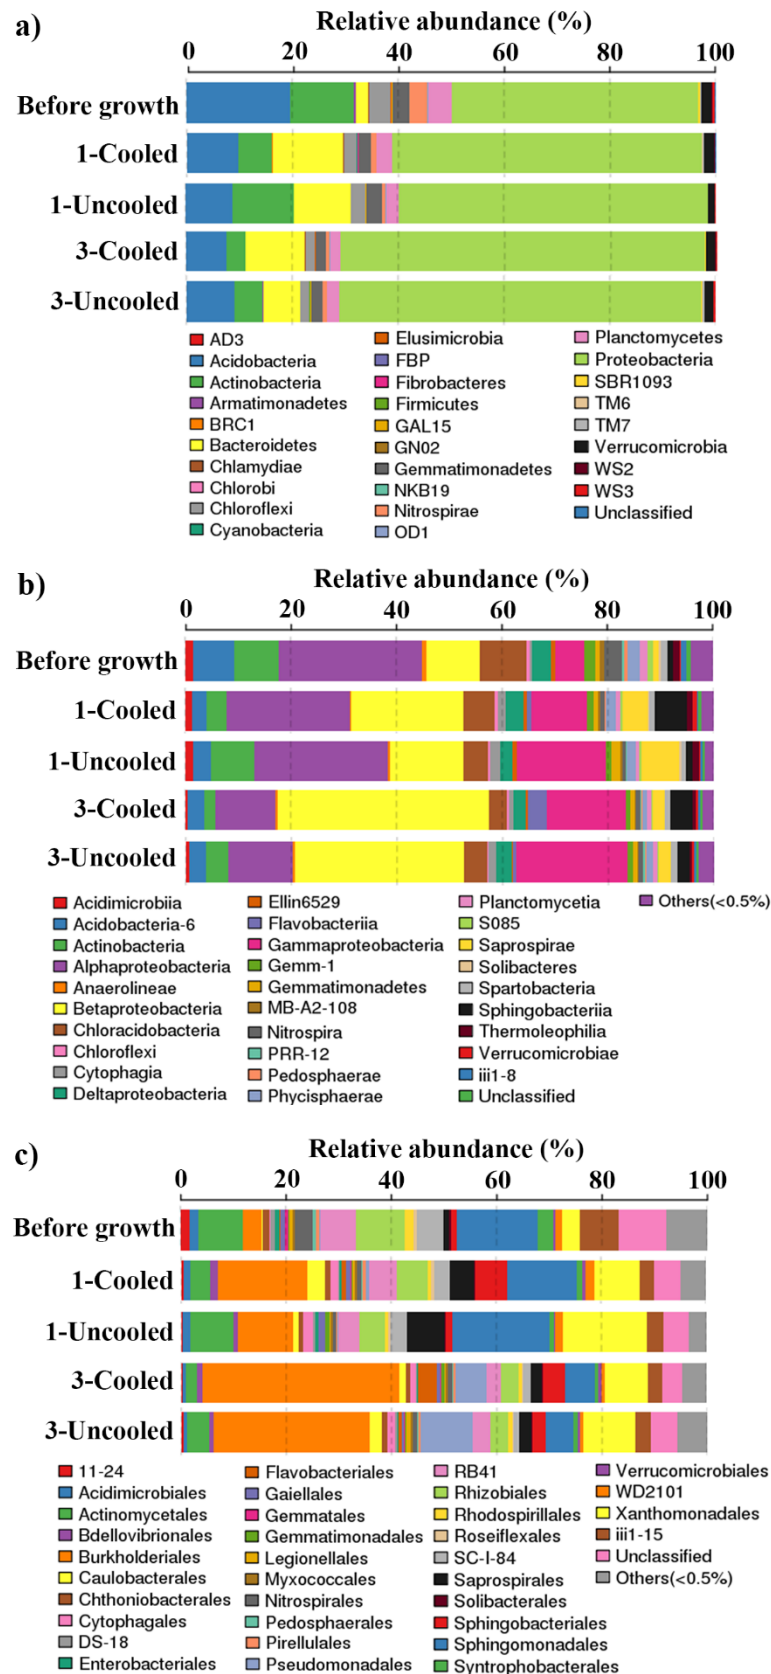 a)
Relative abundance (%)
0 20 40 60 80 100
Before growth
1-Cooled
1-Uncooled
3-Cooled
3-Uncooled
AD3 Elusimicrobia Planctomycetes
Acidobacteria FBP Proteobacteria
Actinobacteria Fibrobacteres SBR1093
Armatimonadetes Firmicutes TM6
BRC1 GAL15 TM7
Bacteroidetes GN02 Verrucomicrobia
Chlamydiae Gemmatimonadetes WS2
Chlorobi NKB19 WS3
Chloroflexi Nitrospirae Unclassified
Cyanobacteria OD1
b)
Relative abundance (%)
0 20 40 60 80 100
Before growth
1-Cooled
1-Uncooled
3-Cooled
3-Uncooled
Acidimicrobiia Ellin6529 Planctomycetia Others(<0.5%)
Acidobacteria-6 Flavobacteriia S085
Actinobacteria Gammaproteobacteria Saprospirae
Alphaproteobacteria Gemm-1 Solibacteres
Anaerolineae Gemmatimonadetes Spartobacteria
Betaproteobacteria MB-A2-108 Sphingobacteriia
Chloracidobacteria Nitrospira Thermoleophilia
Chloroflexi PRR-12 Verrucomicrobiae
Cytophagia Pedosphaerae iii1-8
Deltaproteobacteria Phycisphaerae Unclassified
c)
Relative abundance (%)
0 20 40 60 80 100
Before growth
1-Cooled
1-Uncooled
3-Cooled
3-Uncooled
11-24 Flavobacteriales RB41 Verrucomicrobiales
Acidimicrobiales Gaiellales Rhizobiales WD2101
Actinomycetales Gemmatales Rhodospirillales Xanthomonadales
Bdellovibrionales Gemmatimonadales Roseiflexales iii1-15
Burkholderiales Legionellales SC-I-84 Unclassified
Caulobacterales Myxococcales Saprospirales Others(<0.5%)
Chthoniobacterales Nitrospirales Solibacterales
Cytophagales Pedosphaerales Sphingobacteriales
DS-18 Pirellulales Sphingomonadales
Enterobacteriales Pseudomonadales Syntrophobacterales